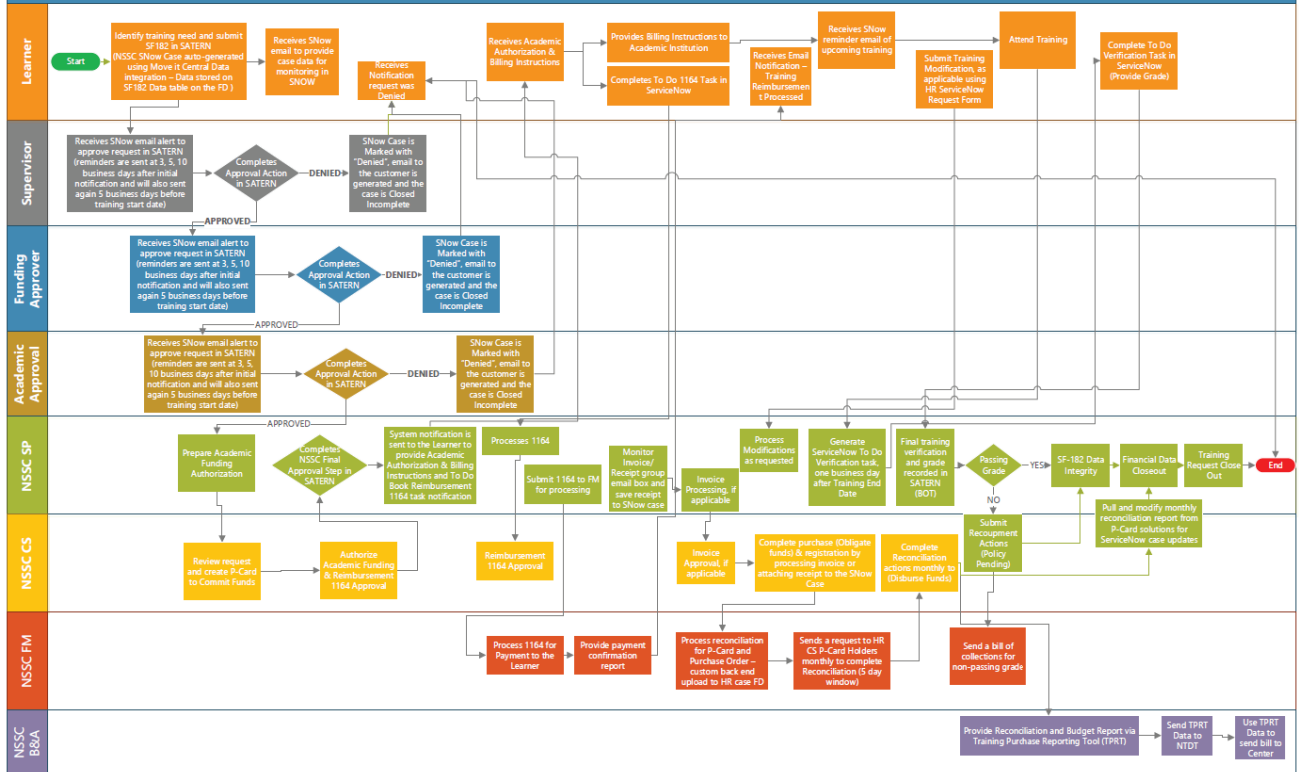 Learner
Start
Identify training need and submit
SF182 in SATERN
(NSSC SNow Case auto-generated
using Move it Central Data
integration – Data stored on
SF182 Data table on the FD )
Receives SNow
email to provide
case data for
monitoring in
SNOW
Receives
Notification
request was
Denied
Receives Academic
Authorization &
Billing Instructions
Provides Billing Instructions to
Academic Institution
Completes To Do 1164 Task in
ServiceNow
Receives Email
Notification –
Training
Reimbursemen
t Processed
Receives SNow
reminder email of
upcoming training
Submit Training
Modification, as
applicable using
HR ServiceNow
Request Form
Attend Training
Complete To Do
Verification Task in
ServiceNow
(Provide Grade)
Supervisor
Receives SNow email alert to
approve request in SATERN
(reminders are sent at 3, 5, 10
business days after initial
notification and will also sent
again 5 business days before
training start date)
Completes
Approval Action
in SATERN
DENIED
SNow Case is
Marked with
"Denied", email to
the customer is
generated and the
case is Closed
Incomplete
APPROVED
Funding
Approver
Receives SNow email alert to
approve request in SATERN
(reminders are sent at 3, 5, 10
business days after initial
notification and will also sent
again 5 business days before
training start date)
Completes
Approval Action
in SATERN
DENIED
SNow Case is
Marked with
"Denied", email to
the customer is
generated and the
case is Closed
Incomplete
APPROVED
Academic
Approval
Receives SNow email alert to
approve request in SATERN
(reminders are sent at 3, 5,
10 business days after initial
notification and will also sent
again 5 business days before
training start date)
Completes
Approval Action
in SATERN
DENIED
SNow Case is
Marked with
"Denied", email to
the customer is
generated and the
case is Closed
Incomplete
APPROVED
NSSC SP
Prepare Academic
Funding
Authorization
Completes
NSSC Final
Approval Step in
SATERN
System notification is
sent to the Learner to
provide Academic
Authorization & Billing
Instructions and To Do
Book Reimbursement
1164 task notification
Processes 1164
Submit 1164 to FM
for processing
Monitor
Invoice/
Receipt group
email box and
save receipt
to SNow case
Invoice
Processing, if
applicable
Process
Modifications
as requested
Generate
ServiceNow To Do
Verification task,
one business day
after Training End
Date
Final training
verification
and grade
recorded in
SATERN
(BOT)
Passing
Grade
YES
NO
SF-182 Data
Integrity
Financial Data
Closeout
Training
Request Close
Out
End
Pull and modify monthly
reconciliation report from
P-Card solutions for
ServiceNow case updates
Submit
Recoupment
Actions
(Policy
Pending)
NSSC CS
Review request
and create P-Card
to Commit Funds
Authorize
Academic Funding
& Reimbursement
1164 Approval
Reimbursement
1164 Approval
Invoice
Approval, if
applicable
Complete purchase (Obligate
funds) & registration by
processing invoice or
attaching receipt to the SNow
Case
Complete
Reconciliation
actions monthly to
(Disburse Funds)
NSSC FM
Process 1164 for
Payment to the
Learner
Provide payment
confirmation
report
Process reconciliation
for P-Card and
Purchase Order –
custom back end
upload to HR case FD
Sends a request to HR
CS P-Card Holders
monthly to complete
Reconciliation (5 day
window)
Send a bill of
collections for
non-passing grade
NSSC
B&A
Provide Reconciliation and Budget Report via
Training Purchase Reporting Tool (TPRT)
Send TPRT
Data to
NTDT
Use TPRT
Data to
send bill to
Center